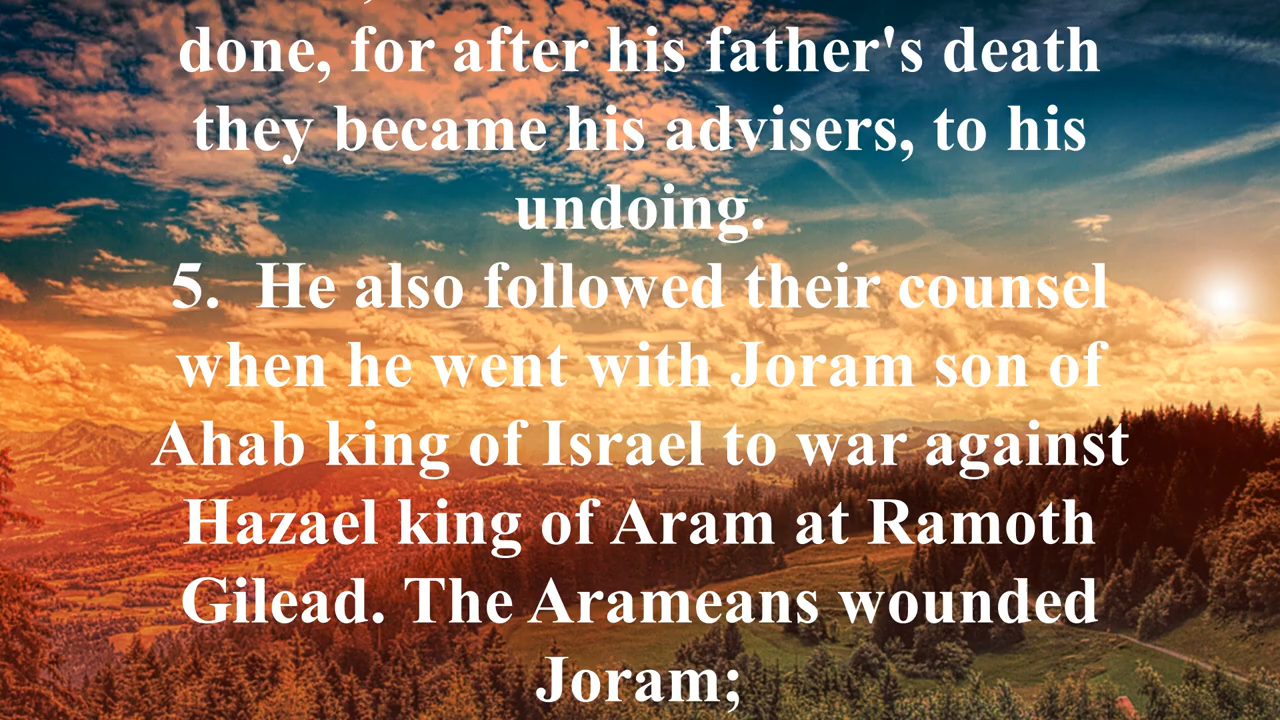 done, for after his father's death
they became his advisers, to his
undoing.
5. He also followed their counsel
when he went with Joram son of
Ahab king of Israel to war against
Hazael king of Aram at Ramoth
Gilead. The Arameans wounded
Joram;